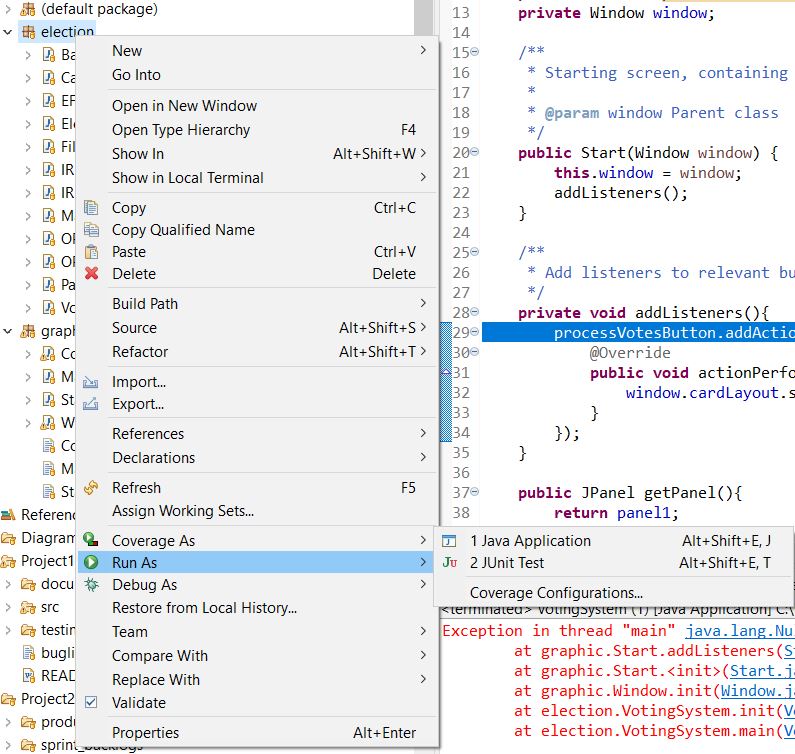 (default package)
election
New
Go Into
Open in New Window
Open Type Hierarchy F4
Show In Alt+Shift+W
Show in Local Terminal
Copy Ctrl+C
Copy Qualified Name
Paste Ctrl+V
Delete Delete
Build Path
Source Alt+Shift+S
Refactor Alt+Shift+T
Import...
Export...
References
Declarations
Refresh F5
Assign Working Sets...
Coverage As
Run As
Debug As
Restore from Local History...
Team
Compare With
Replace With
Validate
Properties Alt+Enter
1 Java Application Alt+Shift+E, J
2 JUnit Test Alt+Shift+E, T
Coverage Configurations...
Ba
Ca
EF
Ele
Fil
IR
IR
M
OP
Pa
Vo
grap
Co
M
St
W
Co
M
St
Referenc
Diagram
Project1
docu
src
testin
bugli
READ
Project2
produ
sprint_backlogs
13 private Window window;
14
15 /**
16 * Starting screen, containing
17 *
18 * @param window Parent class
19 */
20 public Start(Window window) {
21 this.window = window;
22 addListeners();
23 }
24
25 /**
26 * Add listeners to relevant bu
27 */
28 private void addListeners(){
29 processVotesButton.addActio
30 @Override
31 public void actionPerfo
32 window.cardLayout.s
33 }
34 });
35 }
36
37 public JPanel getPanel(){
38 return panel1;
<terminated> VotingSystem (1) [Java Application] C:\
Exception in thread "main" java.lang.Nu
at graphic.Start.addListeners(St
at graphic.Start.<init>(Start.ja
at graphic.Window.init(Window.ja
at election.VotingSystem.init(Vo
at election.VotingSystem.main(Vo